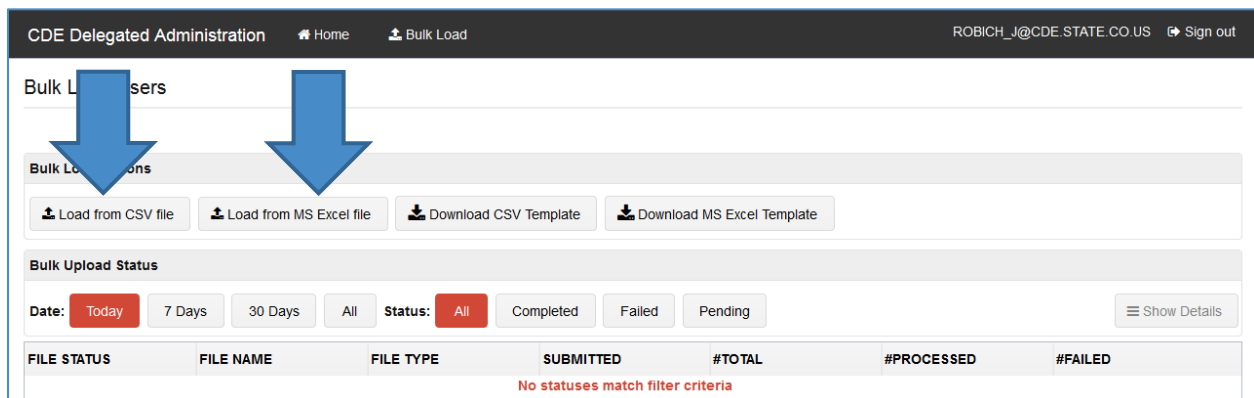 CDE Delegated Administration Home Bulk Load ROBICH_J@CDE.STATE.CO.US Sign out
Bulk L sers
Bulk Lo ons
Load from CSV file Load from MS Excel file Download CSV Template Download MS Excel Template
Bulk Upload Status
Date: Today 7 Days 30 Days All Status: All Completed Failed Pending Show Details
FILE STATUS FILE NAME FILE TYPE SUBMITTED #TOTAL #PROCESSED #FAILED
No statuses match filter criteria